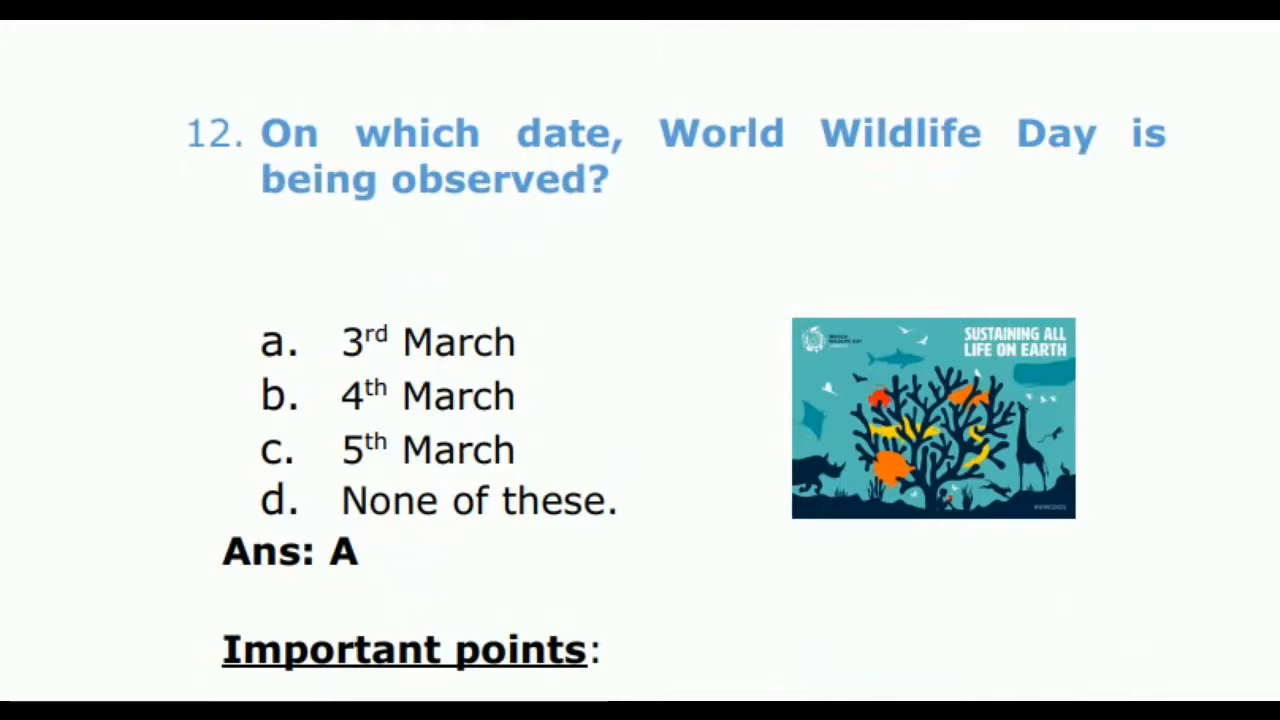 12. On which date, World Wildlife Day is
being observed?
a. 3rd March
b. 4th March
c. 5th March
d. None of these.
SUSTAINING ALL
LIFE ON EARTH
Ans: A
Important points: